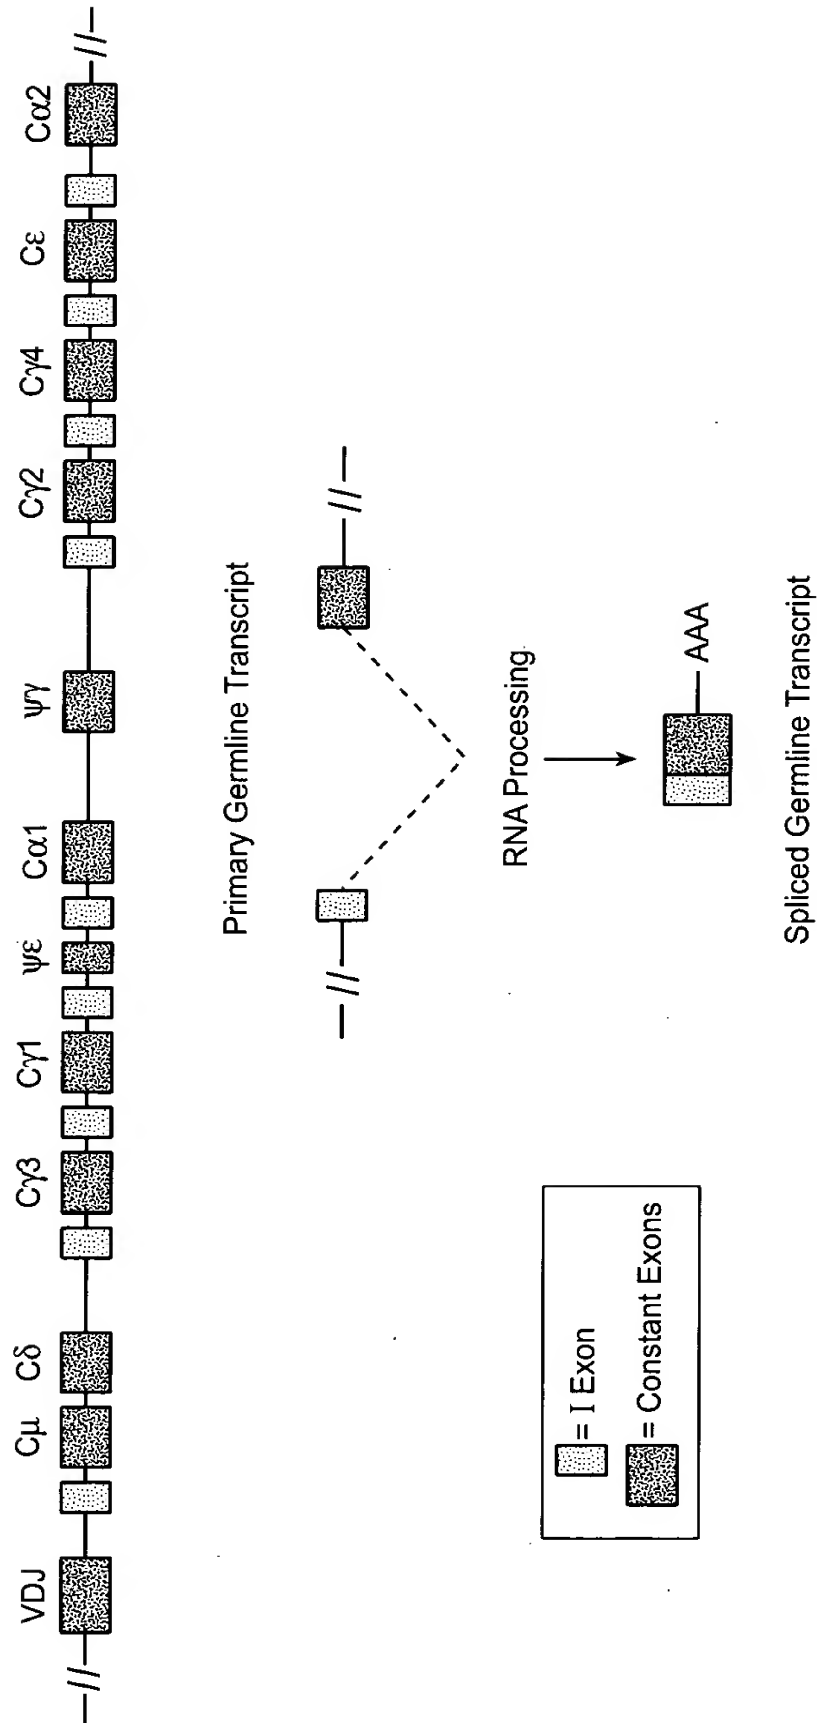 VDJ Cμ Cδ Cγ3 Cγ1 ψε Cα1 ψγ Cγ2 Cγ4 Cε Cα2
Primary Germline Transcript
RNA Processing
AAA
Spliced Germline Transcript
= I Exon
= Constant Exons